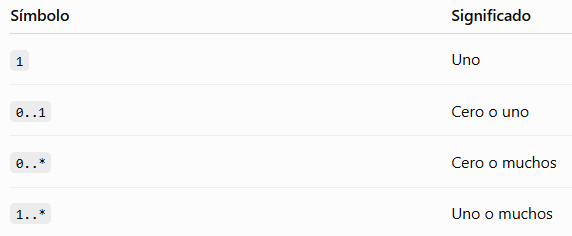 Símbolo Significado
1 Uno
0..1 Cero o uno
0..* Cero o muchos
1..* Uno o muchos